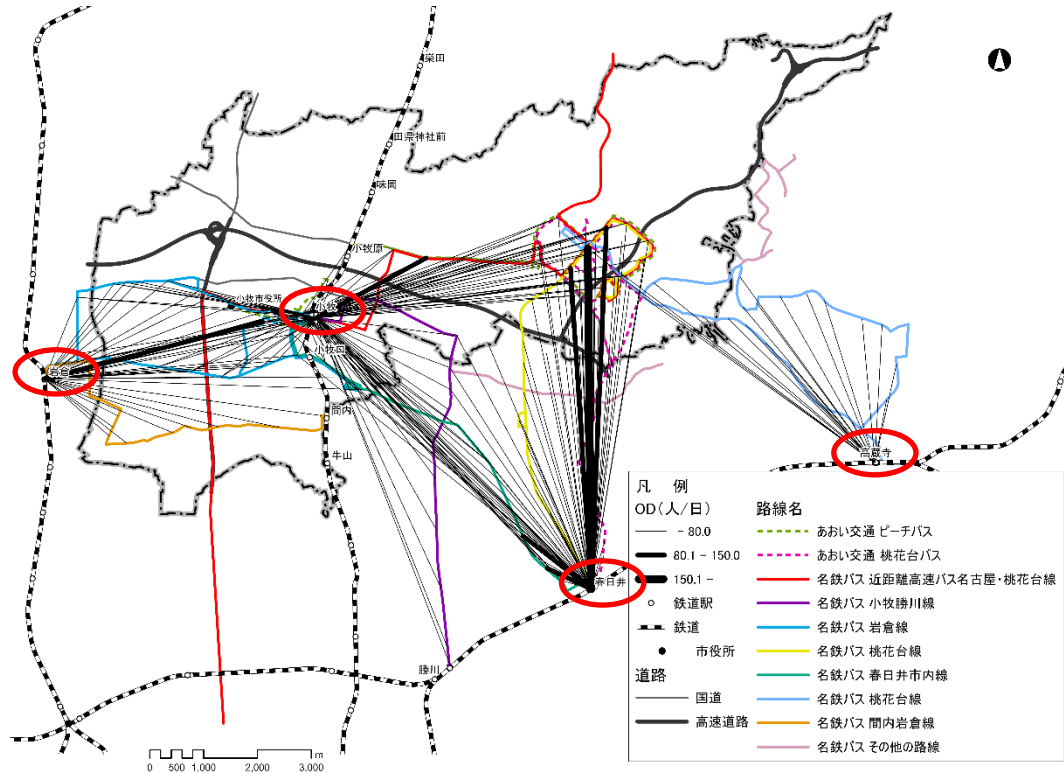 楽田
田県神社前
味岡
小牧原
小牧市役所
小牧
小牧口
岩倉
間内
牛山
高蔵寺
春日井
勝川
凡 例
OD(人/日)
- 80.0
80.1 - 150.0
150.1 -
鉄道駅
鉄道
市役所
道路
国道
高速道路
路線名
あおい交通 ピーチバス
あおい交通 桃花台バス
名鉄バス 近距離高速バス名古屋・桃花台線
名鉄バス 小牧勝川線
名鉄バス 岩倉線
名鉄バス 桃花台線
名鉄バス 春日井市内線
名鉄バス 桃花台線
名鉄バス 間内岩倉線
名鉄バス その他の路線
0 500 1,000 2,000 3,000 m